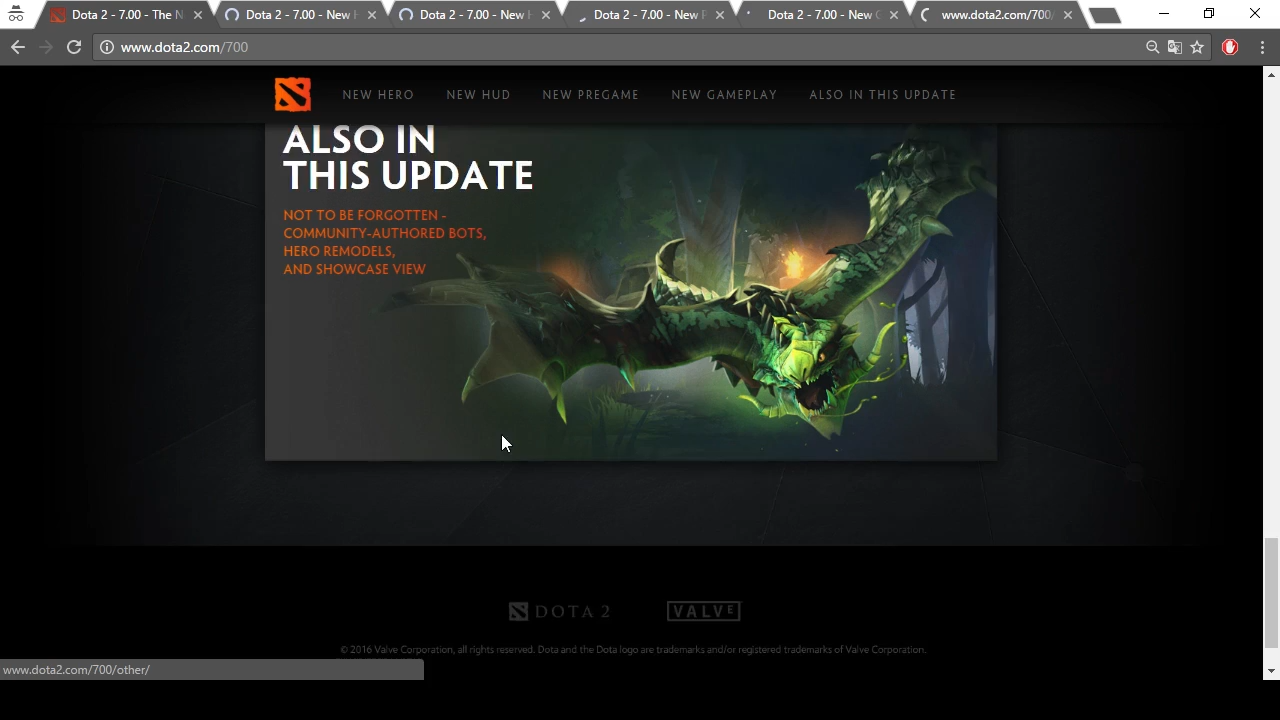 Dota 2 - 7.00 - The N
Dota 2 - 7.00 - New H
Dota 2 - 7.00 - New H
Dota 2 - 7.00 - New P
Dota 2 - 7.00 - New G
www.dota2.com/700/
www.dota2.com/700
NEW HERO
NEW HUD
NEW PREGAME
NEW GAMEPLAY
ALSO IN THIS UPDATE
ALSO IN
THIS UPDATE
NOT TO BE FORGOTTEN -
COMMUNITY-AUTHORED BOTS,
HERO REMODELS,
AND SHOWCASE VIEW
DOTA 2
VALVE
© 2016 Valve Corporation, all rights reserved. Dota and the Dota logo are trademarks and/or registered trademarks of Valve Corporation.
www.dota2.com/700/other/